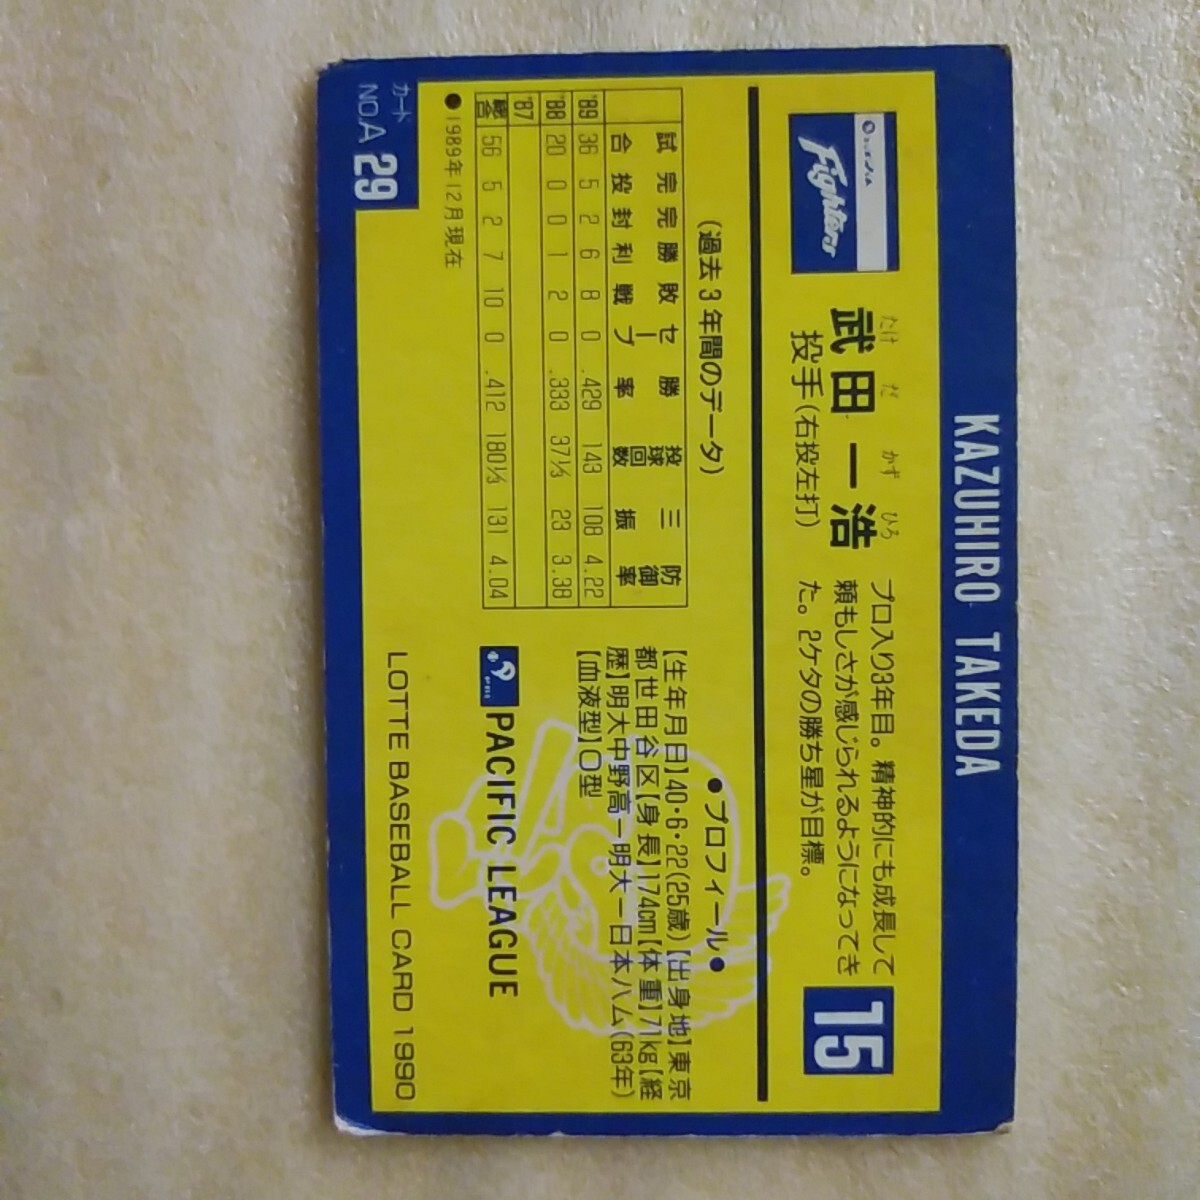 KAZUHIRO TAKEDA
Fighters
たけ だ かず ひろ
武田一浩
投手(右投左打)
プロ入り3年目。精神的にも成長して
頼もしさが感じられるようになってき
た。2ケタの勝ち星が目標。
15
(過去3年間のデータ)
試合 完投 完封 勝利 敗戦 セーブ 勝率 投球回数 三振 防御率
'89 36 5 2 6 8 0 .429 143 108 4.22
'88 20 0 0 1 2 0 .333 37⅓ 23 3.38
'87
総合 56 5 2 7 10 0 .412 180⅓ 131 4.04
●1989年12月現在
●プロフィール●
【生年月日】40・6・22(25歳)【出身地】東京
都世田谷区【身長】174cm【体重】71kg【経
歴】明大中野高ー明大ー日本ハム(63年)
【血液型】O型
PACIFIC LEAGUE
カード
NO.A 29
LOTTE BASEBALL CARD 1990